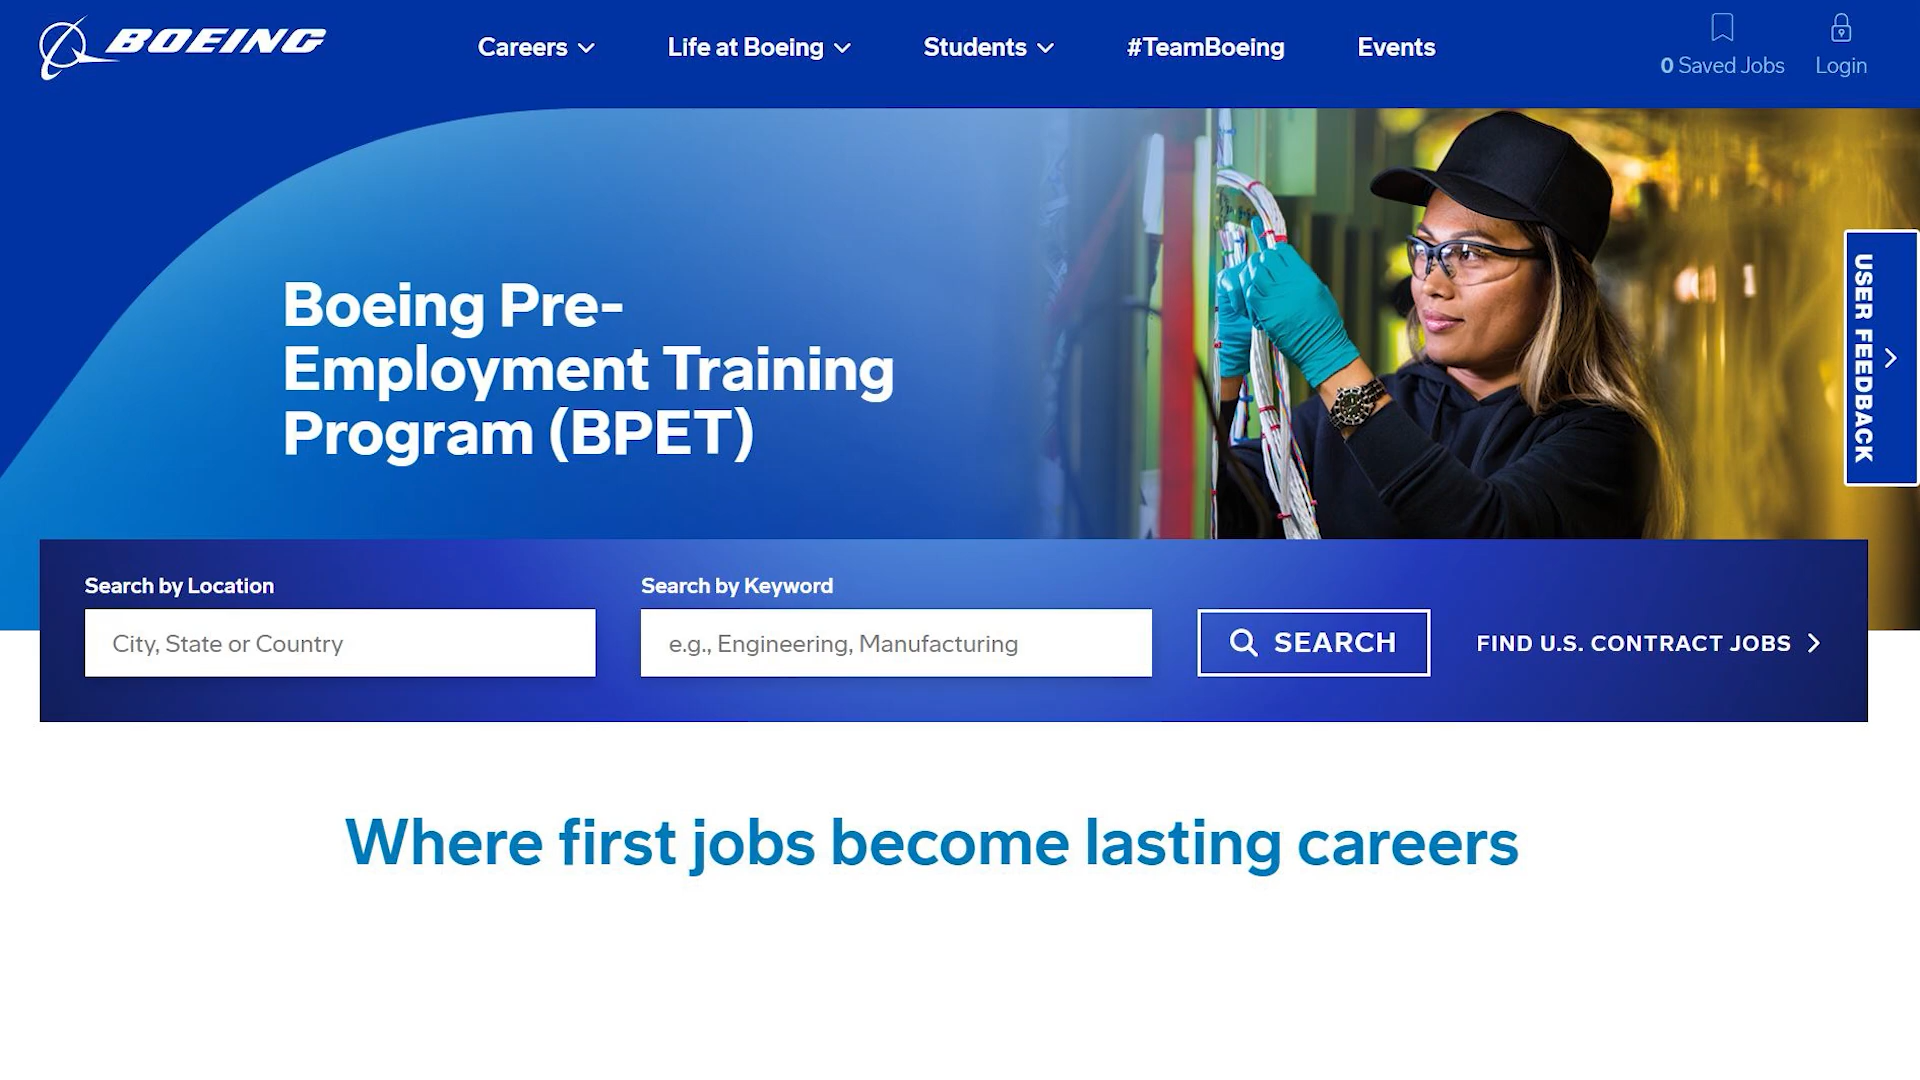 BOEING
Careers
Life at Boeing
Students
#TeamBoeing
Events
0 Saved Jobs
Login
Boeing Pre-
Employment Training
Program (BPET)
USER FEEDBACK
Search by Location
City, State or Country
Search by Keyword
e.g., Engineering, Manufacturing
SEARCH
FIND U.S. CONTRACT JOBS
Where first jobs become lasting careers